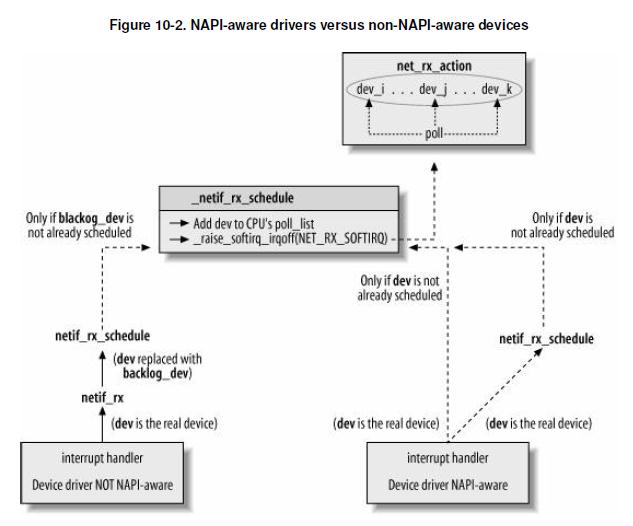 Figure 10-2. NAPI-aware drivers versus non-NAPI-aware devices
net_rx_action
dev_i . . . dev_j . . . dev_k
poll
_netif_rx_schedule
Add dev to CPU's poll_list
_raise_softirq_irqoff(NET_RX_SOFTIRQ)
Only if blackog_dev is
not already scheduled
Only if dev is
not already scheduled
Only if dev is not
already scheduled
netif_rx_schedule
(dev replaced with
backlog_dev)
netif_rx
(dev is the real device)
netif_rx_schedule
(dev is the real device)
(dev is the real device)
interrupt handler
Device driver NOT NAPI-aware
interrupt handler
Device driver NAPI-aware